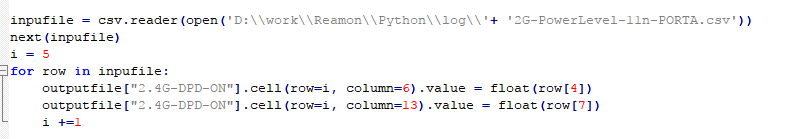 inpufile = csv.reader(open('D:\\work\\Reamon\\Python\\log\\'+ '2G-PowerLevel-11n-PORTA.csv'))
next(inpufile)
i = 5
for row in inpufile:
    outputfile["2.4G-DPD-ON"].cell(row=i, column=6).value = float(row[4])
    outputfile["2.4G-DPD-ON"].cell(row=i, column=13).value = float(row[7])
    i +=1